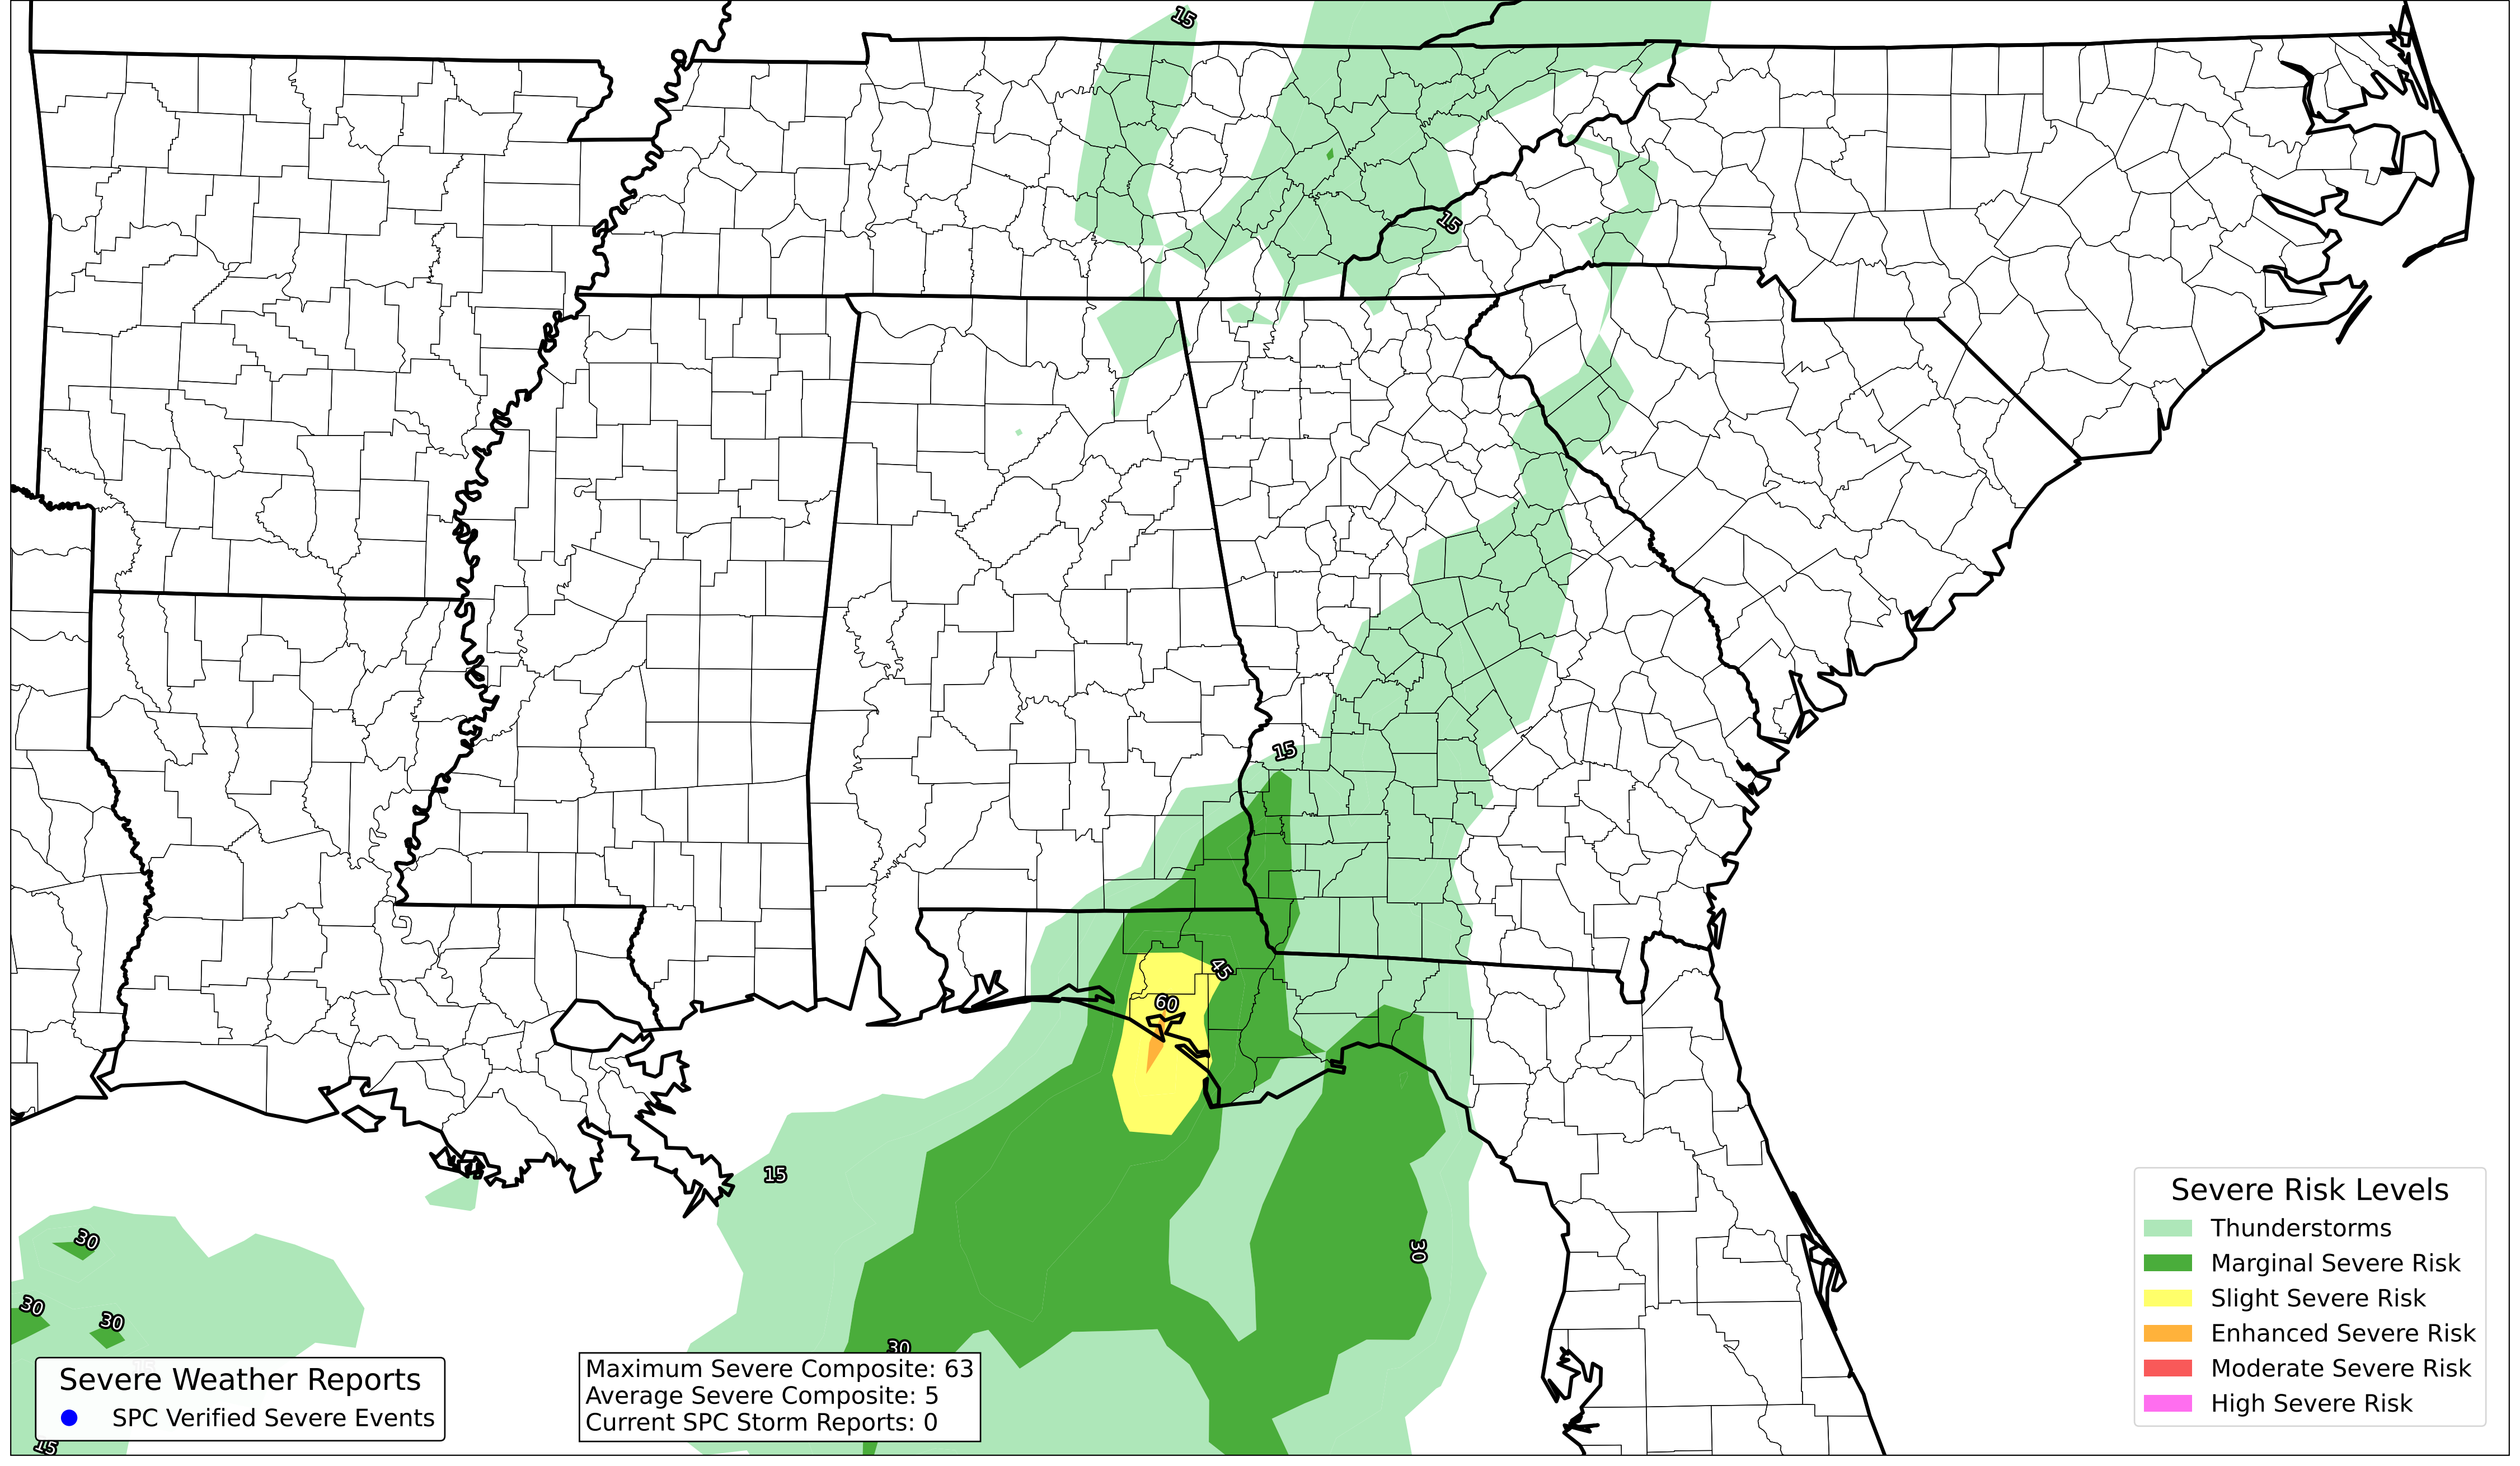 15
15
15
45
60
15
30
30
30
30
30
15
Severe Weather Reports
SPC Verified Severe Events
Maximum Severe Composite: 63
Average Severe Composite: 5
Current SPC Storm Reports: 0
Severe Risk Levels
Thunderstorms
Marginal Severe Risk
Slight Severe Risk
Enhanced Severe Risk
Moderate Severe Risk
High Severe Risk